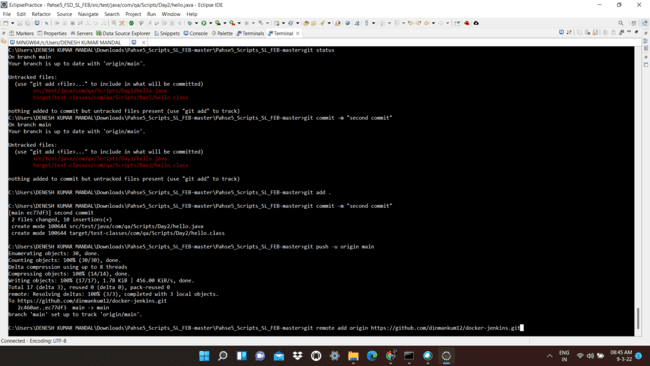 EclipsePractice - Pahse5_FSD_SL_FEB/src/test/java/com/qa/Scripts/Day2/hello.java - Eclipse IDE
File Edit Refactor Source Navigate Search Project Run Window Help
Markers Properties Servers Data Source Explorer Snippets Console Palette Terminals Terminal
MINGW64:/c/Users/DENESH KUMAR MANDAL
C:\Users\DENESH KUMAR MANDAL\Downloads\Pahse5_Scripts_SL_FEB-master\Pahse5_Scripts_SL_FEB-master>git status
On branch main
Your branch is up to date with 'origin/main'.
Untracked files:
(use "git add <file>..." to include in what will be committed)
src/test/java/com/qa/Scripts/Day2/hello.java
target/test-classes/com/qa/Scripts/Day2/hello.class
nothing added to commit but untracked files present (use "git add" to track)
C:\Users\DENESH KUMAR MANDAL\Downloads\Pahse5_Scripts_SL_FEB-master\Pahse5_Scripts_SL_FEB-master>git commit -m "second commit"
On branch main
Your branch is up to date with 'origin/main'.
Untracked files:
(use "git add <file>..." to include in what will be committed)
src/test/java/com/qa/Scripts/Day2/hello.java
target/test-classes/com/qa/Scripts/Day2/hello.class
nothing added to commit but untracked files present (use "git add" to track)
C:\Users\DENESH KUMAR MANDAL\Downloads\Pahse5_Scripts_SL_FEB-master\Pahse5_Scripts_SL_FEB-master>git add .
C:\Users\DENESH KUMAR MANDAL\Downloads\Pahse5_Scripts_SL_FEB-master\Pahse5_Scripts_SL_FEB-master>git commit -m "second commit"
[main ec77df3] second commit
2 files changed, 10 insertions(+)
create mode 100644 src/test/java/com/qa/Scripts/Day2/hello.java
create mode 100644 target/test-classes/com/qa/Scripts/Day2/hello.class
C:\Users\DENESH KUMAR MANDAL\Downloads\Pahse5_Scripts_SL_FEB-master\Pahse5_Scripts_SL_FEB-master>git push -u origin main
Enumerating objects: 30, done.
Counting objects: 100% (30/30), done.
Delta compression using up to 8 threads
Compressing objects: 100% (14/14), done.
Writing objects: 100% (17/17), 1.78 KiB | 456.00 KiB/s, done.
Total 17 (delta 3), reused 0 (delta 0), pack-reused 0
remote: Resolving deltas: 100% (3/3), completed with 3 local objects.
To https://github.com/dinmankum12/docker-jenkins.git
2c460ae..ec77df3 main -> main
branch 'main' set up to track 'origin/main'.
C:\Users\DENESH KUMAR MANDAL\Downloads\Pahse5_Scripts_SL_FEB-master\Pahse5_Scripts_SL_FEB-master>git remote add origin https://github.com/dinmankum12/docker-jenkins.git
Connected - Encoding: UTF-8
ENG
IN
08:45 AM
9-3-22